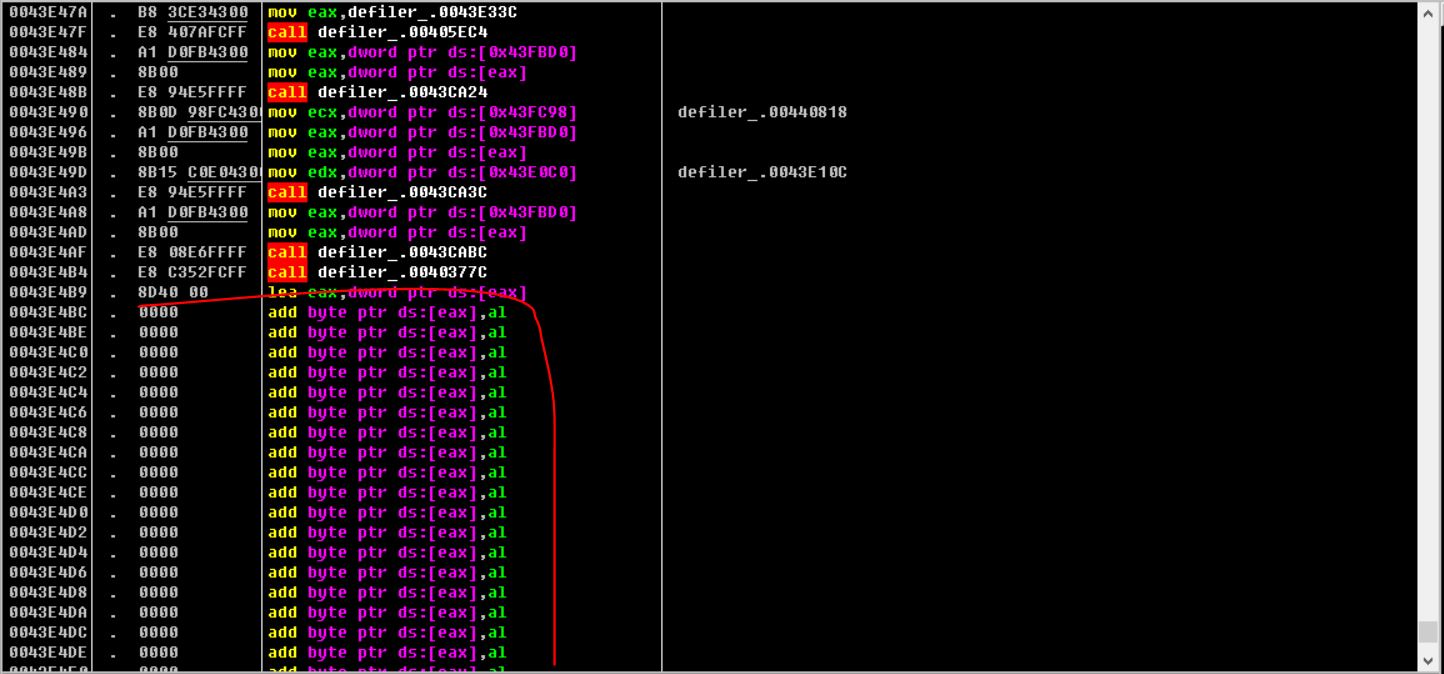 0043E47A . B8 3CE34300 mov eax,defiler_.0043E33C
0043E47F . E8 407AFCFF call defiler_.00405EC4
0043E484 . A1 D0FB4300 mov eax,dword ptr ds:[0x43FBD0]
0043E489 . 8B00 mov eax,dword ptr ds:[eax]
0043E48B . E8 94E5FFFF call defiler_.0043CA24
0043E490 . 8B0D 98FC430 mov ecx,dword ptr ds:[0x43FC98] defiler_.00440818
0043E496 . A1 D0FB4300 mov eax,dword ptr ds:[0x43FBD0]
0043E49B . 8B00 mov eax,dword ptr ds:[eax]
0043E49D . 8B15 C0E0430 mov edx,dword ptr ds:[0x43E0C0] defiler_.0043E10C
0043E4A3 . E8 94E5FFFF call defiler_.0043CA3C
0043E4A8 . A1 D0FB4300 mov eax,dword ptr ds:[0x43FBD0]
0043E4AD . 8B00 mov eax,dword ptr ds:[eax]
0043E4AF . E8 08E6FFFF call defiler_.0043CABC
0043E4B4 . E8 C352FCFF call defiler_.0040377C
0043E4B9 . 8D40 00 lea eax,dword ptr ds:[eax]
0043E4BC . 0000 add byte ptr ds:[eax],al
0043E4BE . 0000 add byte ptr ds:[eax],al
0043E4C0 . 0000 add byte ptr ds:[eax],al
0043E4C2 . 0000 add byte ptr ds:[eax],al
0043E4C4 . 0000 add byte ptr ds:[eax],al
0043E4C6 . 0000 add byte ptr ds:[eax],al
0043E4C8 . 0000 add byte ptr ds:[eax],al
0043E4CA . 0000 add byte ptr ds:[eax],al
0043E4CC . 0000 add byte ptr ds:[eax],al
0043E4CE . 0000 add byte ptr ds:[eax],al
0043E4D0 . 0000 add byte ptr ds:[eax],al
0043E4D2 . 0000 add byte ptr ds:[eax],al
0043E4D4 . 0000 add byte ptr ds:[eax],al
0043E4D6 . 0000 add byte ptr ds:[eax],al
0043E4D8 . 0000 add byte ptr ds:[eax],al
0043E4DA . 0000 add byte ptr ds:[eax],al
0043E4DC . 0000 add byte ptr ds:[eax],al
0043E4DE . 0000 add byte ptr ds:[eax],al
0043E4E0 . 0000 add byte ptr ds:[eax],al